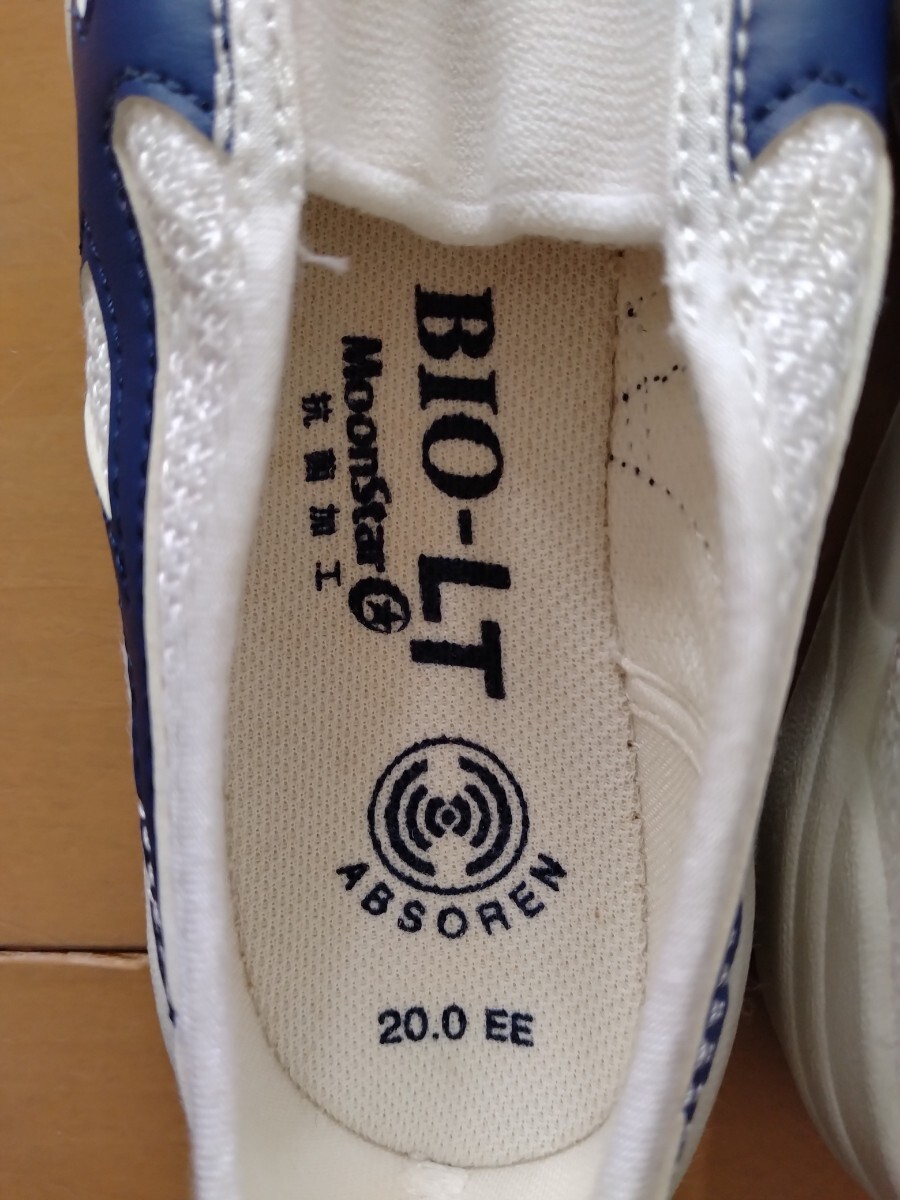 BIO-LT
MoonStar
抗菌加工
ABSOREN
20.0 EE